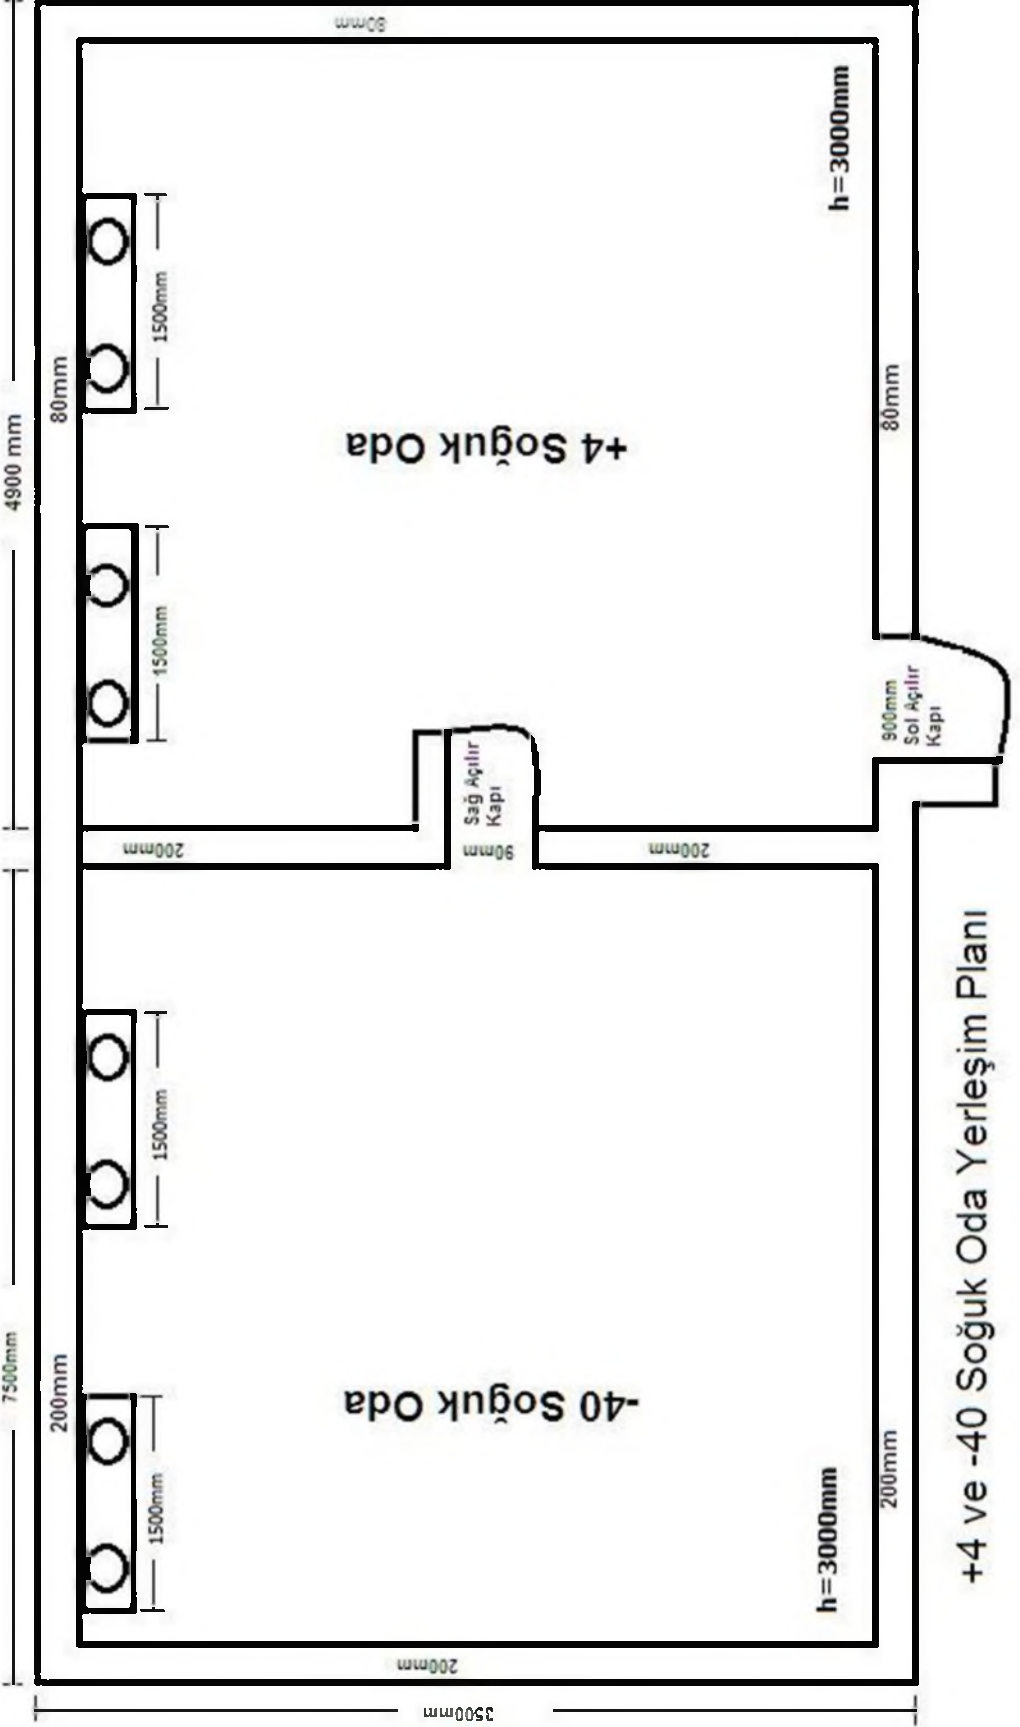 80mm
h=3000mm
1500mm
80mm
80mm
4900 mm
+4 Soğuk Oda
1500mm
900mm
Sol Açılır
Kapı
Sağ Açılır
Kapı
200mm
90mm
200mm
1500mm
7500mm
200mm
-40 Soğuk Oda
1500mm
200mm
h=3000mm
200mm
3500mm
+4 ve -40 Soğuk Oda Yerleşim Planı